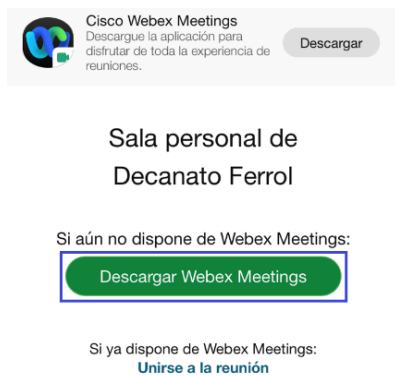 Cisco Webex Meetings
Descargue la aplicación para
disfrutar de toda la experiencia de
reuniones.
Descargar
Sala personal de
Decanato Ferrol
Si aún no dispone de Webex Meetings:
Descargar Webex Meetings
Si ya dispone de Webex Meetings:
Unirse a la reunión